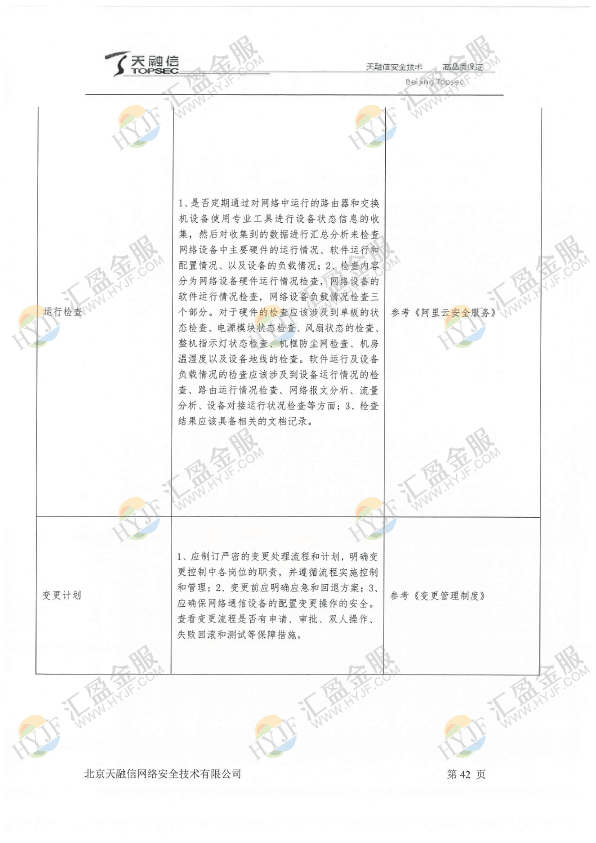 天融信
TOPSEC
天融信安全技术 高品质保证
Beijing Topsec
1、是否定期通过对网络中运行的路由器和交换
机设备使用专业工具进行设备状态信息的收
集，然后对收集到的数据进行汇总分析来检查
网络设备中主要硬件的运行情况、软件运行和
配置情况、以及设备的负载情况；2、检查内容
分为网络设备硬件运行情况检查，网络设备的
软件运行情况检查，网络设备负载情况检查三
运行检查
个部分。对于硬件的检查应该涉及到单板的状
参考《阿里云安全服务》
态检查、电源模块状态检查、风扇状态的检查、
整机指示灯状态检查、机框防尘网检查、机房
温湿度以及设备地线的检查。软件运行及设备
负载情况的检查应该涉及到设备运行情况的检
查、路由运行情况检查、网络报文分析、流量
分析、设备对接运行状况检查等方面；3、检查
结果应该具备相关的文档记录。
1、应制订严密的变更处理流程和计划，明确变
更控制中各岗位的职责，并遵循流程实施控制
和管理；2、变更前应明确应急和回退方案；3、
变更计划
应确保网络通信设备的配置变更操作的安全。
参考《变更管理制度》
查看变更流程是否有申请、审批、双人操作、
失败回滚和测试等保障措施。
北京天融信网络安全技术有限公司 第 42 页
汇盈金服
HYJF
WWW.HYJF.COM